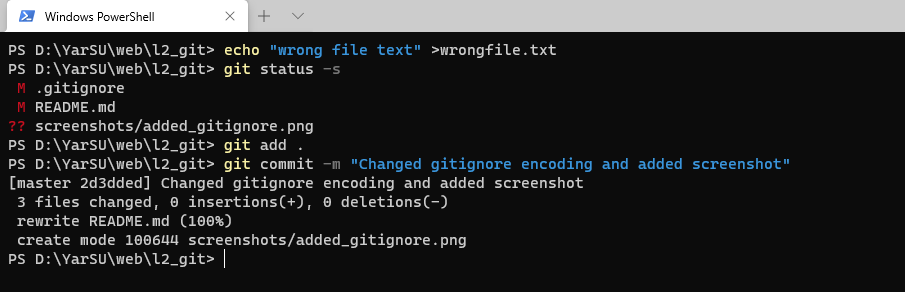 Windows PowerShell
PS D:\YarSU\web\l2_git> echo "wrong file text" >wrongfile.txt
PS D:\YarSU\web\l2_git> git status -s
 M .gitignore
 M README.md
?? screenshots/added_gitignore.png
PS D:\YarSU\web\l2_git> git add .
PS D:\YarSU\web\l2_git> git commit -m "Changed gitignore encoding and added screenshot"
[master 2d3dded] Changed gitignore encoding and added screenshot
 3 files changed, 0 insertions(+), 0 deletions(-)
 rewrite README.md (100%)
 create mode 100644 screenshots/added_gitignore.png
PS D:\YarSU\web\l2_git>